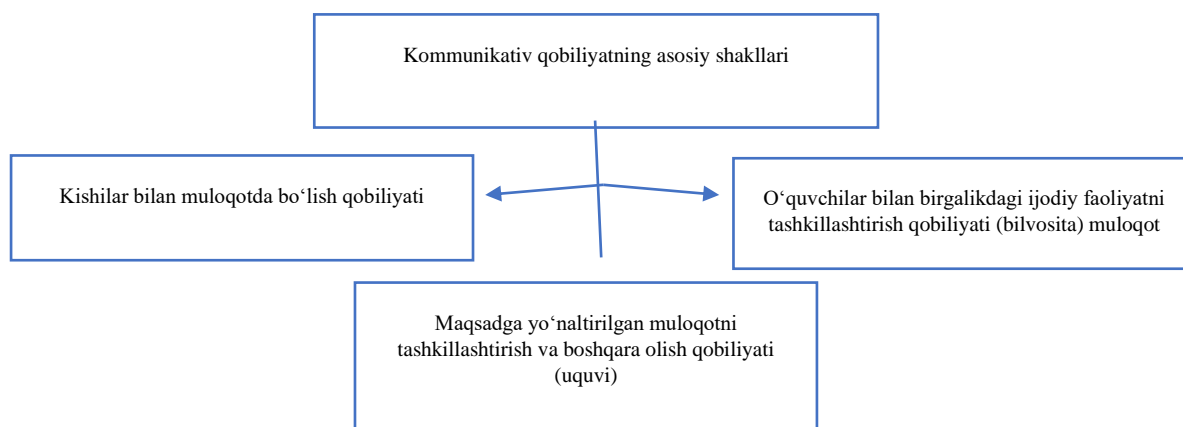 Kommunikativ qobiliyatning asosiy shakllari
Kishilar bilan muloqotda bo‘lish qobiliyati
O‘quvchilar bilan birgalikdagi ijodiy faoliyatni
tashkillashtirish qobiliyati (bilvosita) muloqot
Maqsadga yo‘naltirilgan muloqotni
tashkillashtirish va boshqara olish qobiliyati
(uquvi)